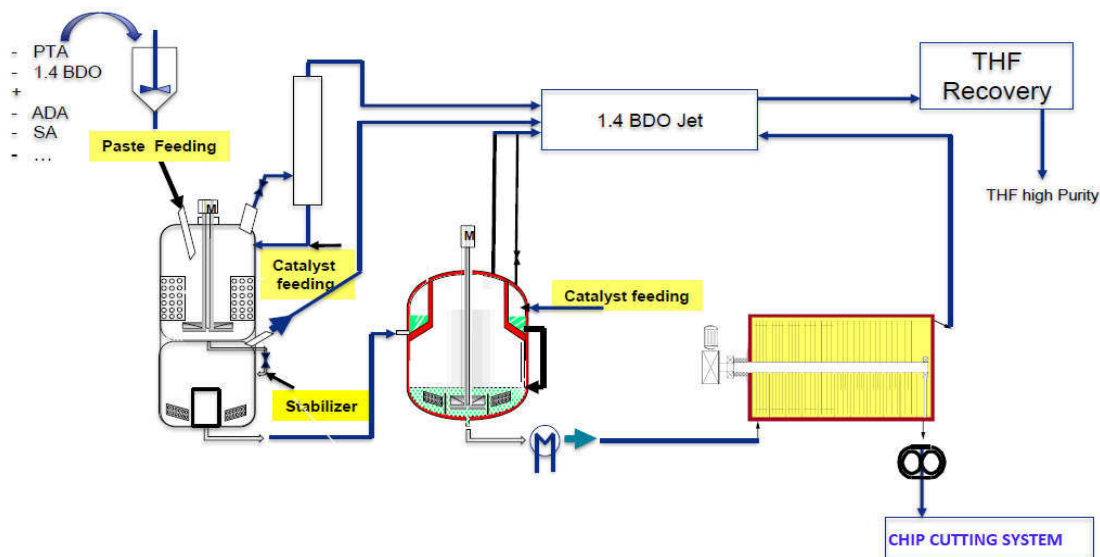 - PTA
- 1.4 BDO
+
- ADA
- SA
- ...
Paste Feeding
M
Catalyst
feeding
Stabilizer
M
Catalyst feeding
1.4 BDO Jet
THF
Recovery
THF high Purity
CHIP CUTTING SYSTEM